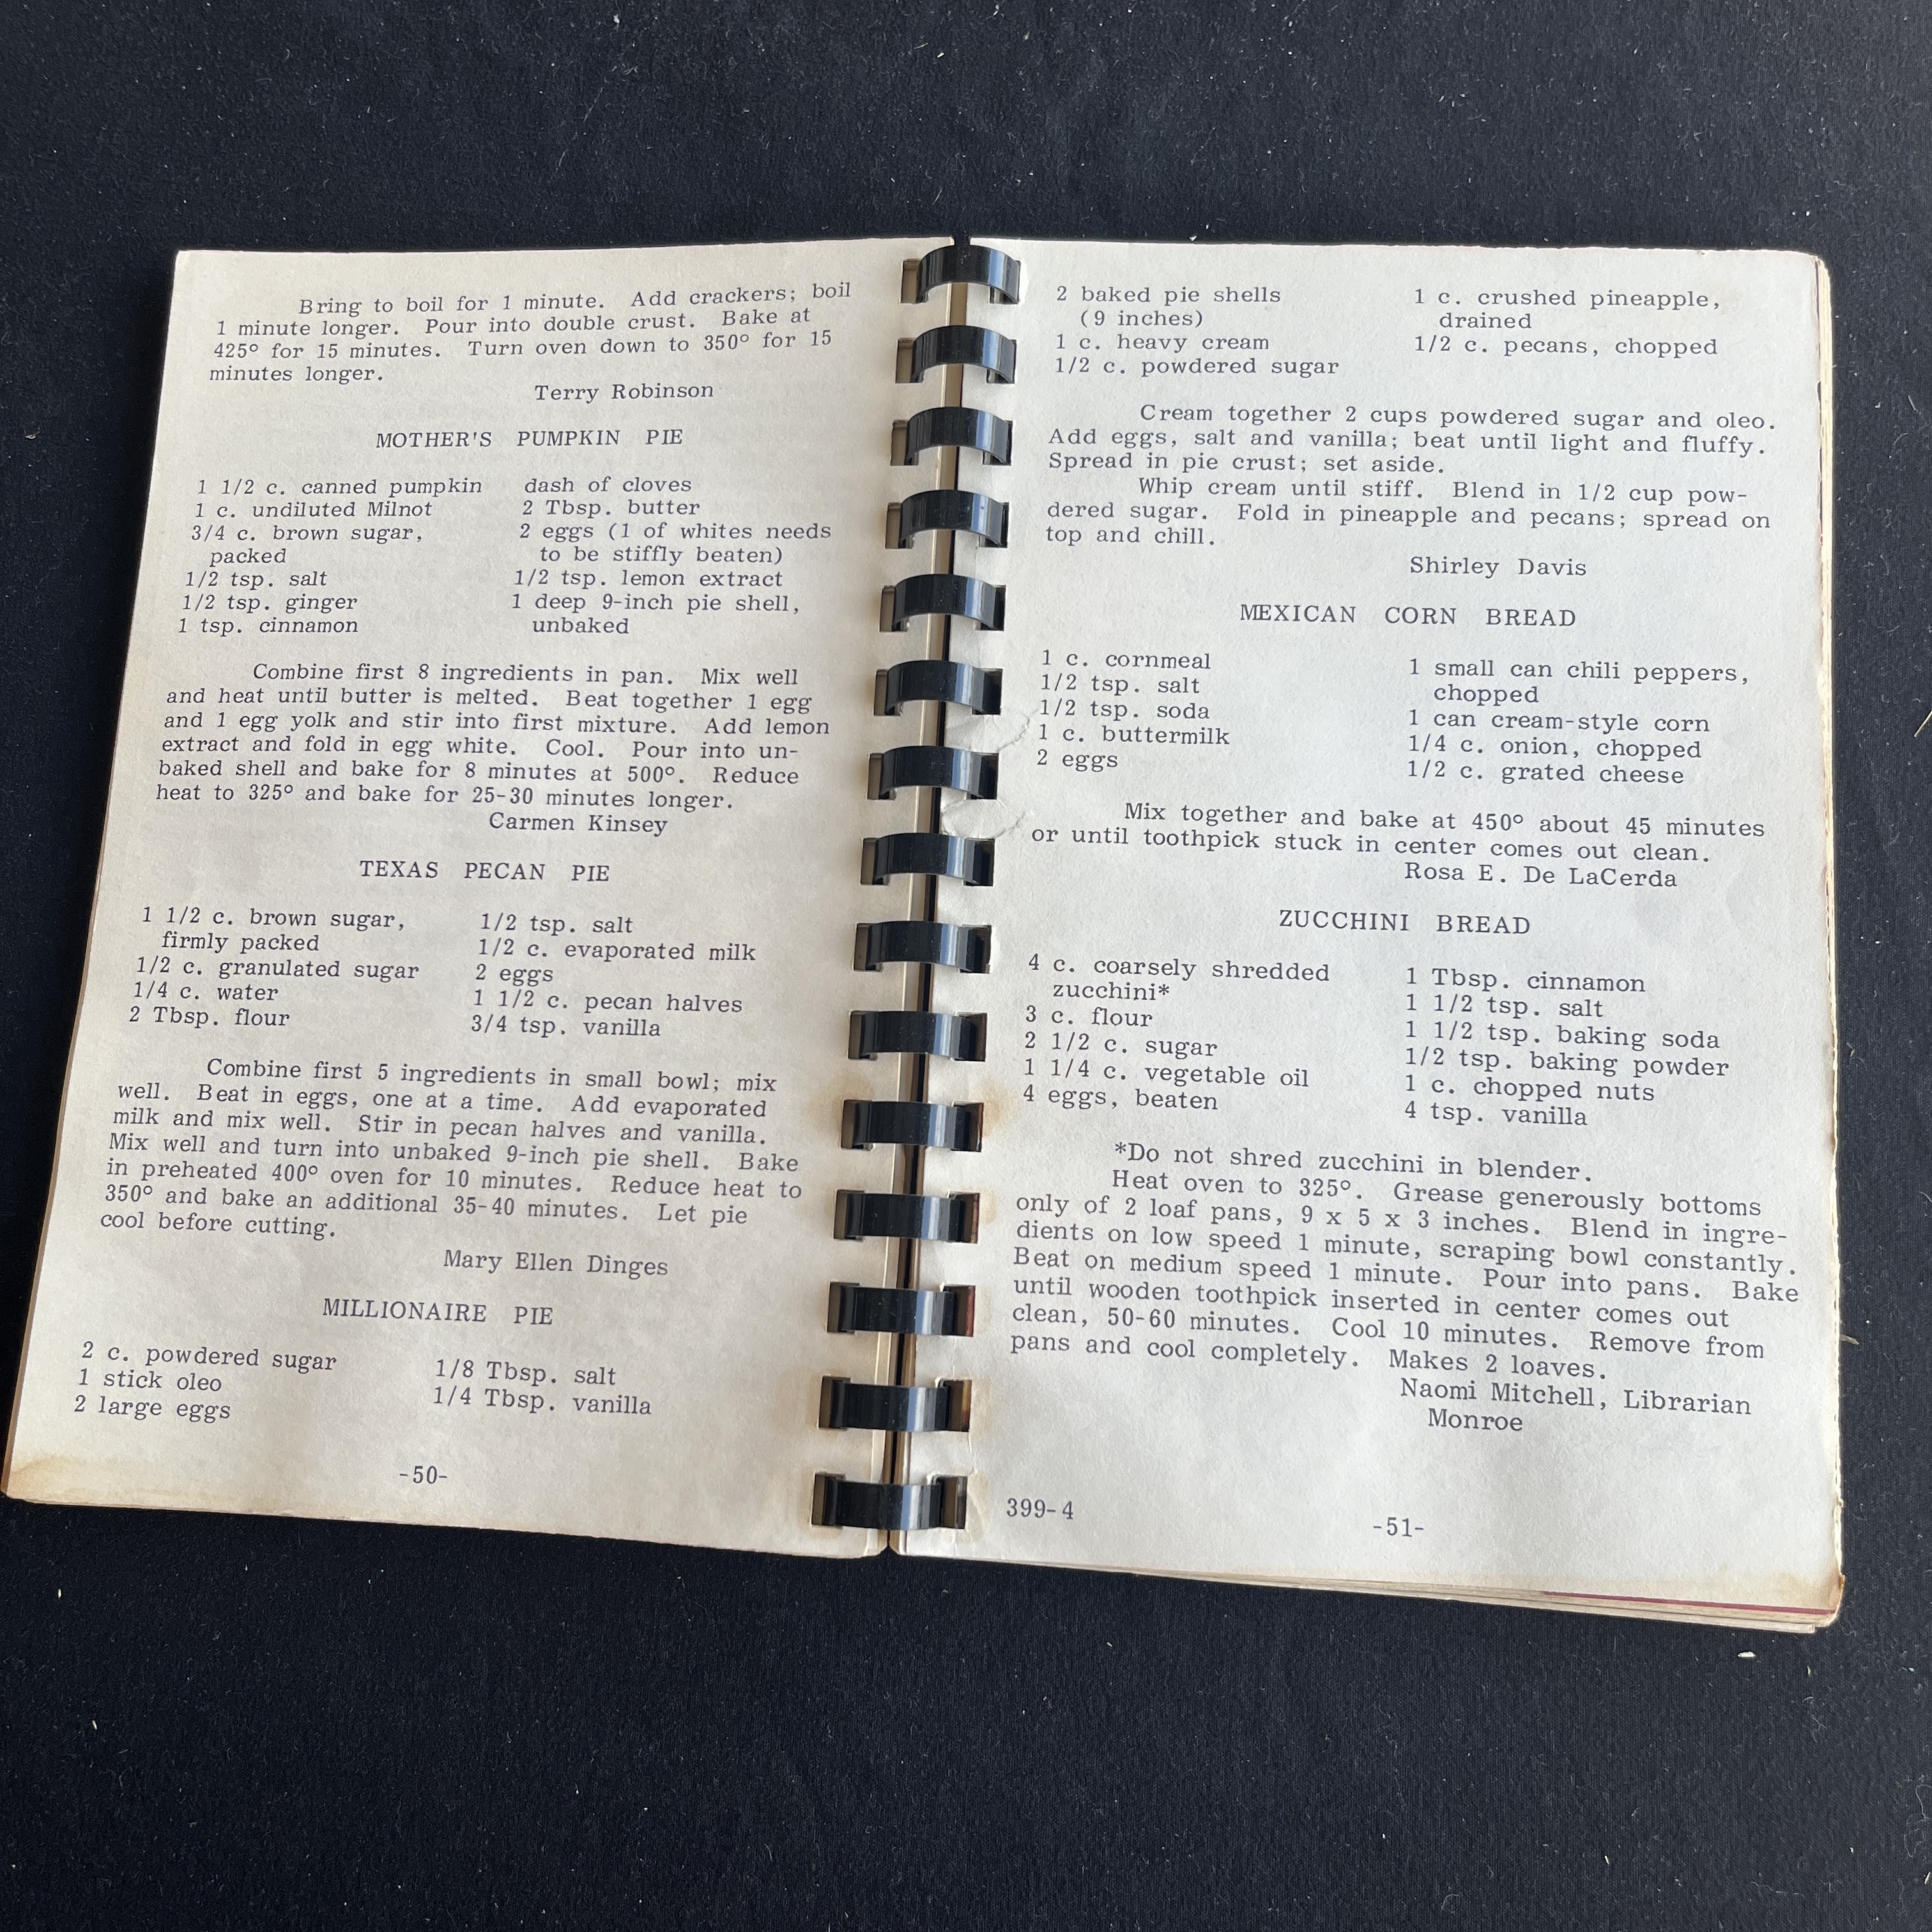 Bring to boil for 1 minute. Add crackers; boil
1 minute longer. Pour into double crust. Bake at
425° for 15 minutes. Turn oven down to 350° for 15
minutes longer.
Terry Robinson
MOTHER'S PUMPKIN PIE
1 1/2 c. canned pumpkin
1 c. undiluted Milnot
3/4 c. brown sugar,
packed
1/2 tsp. salt
1/2 tsp. ginger
1 tsp. cinnamon
dash of cloves
2 Tbsp. butter
2 eggs (1 of whites needs
to be stiffly beaten)
1/2 tsp. lemon extract
1 deep 9-inch pie shell,
unbaked
Combine first 8 ingredients in pan. Mix well
and heat until butter is melted. Beat together 1 egg
and 1 egg yolk and stir into first mixture. Add lemon
extract and fold in egg white. Cool. Pour into un-
baked shell and bake for 8 minutes at 500°. Reduce
heat to 325° and bake for 25-30 minutes longer.
Carmen Kinsey
TEXAS PECAN PIE
1 1/2 c. brown sugar,
firmly packed
1/2 c. granulated sugar
1/4 c. water
2 Tbsp. flour
1/2 tsp. salt
1/2 c. evaporated milk
2 eggs
1 1/2 c. pecan halves
3/4 tsp. vanilla
Combine first 5 ingredients in small bowl; mix
well. Beat in eggs, one at a time. Add evaporated
milk and mix well. Stir in pecan halves and vanilla.
Mix well and turn into unbaked 9-inch pie shell. Bake
in preheated 400° oven for 10 minutes. Reduce heat to
350° and bake an additional 35-40 minutes. Let pie
cool before cutting.
Mary Ellen Dinges
MILLIONAIRE PIE
2 c. powdered sugar
1 stick oleo
2 large eggs
1/8 Tbsp. salt
1/4 Tbsp. vanilla
-50-
2 baked pie shells
(9 inches)
1 c. heavy cream
1/2 c. powdered sugar
1 c. crushed pineapple,
drained
1/2 c. pecans, chopped
Cream together 2 cups powdered sugar and oleo.
Add eggs, salt and vanilla; beat until light and fluffy.
Spread in pie crust; set aside.
Whip cream until stiff. Blend in 1/2 cup pow-
dered sugar. Fold in pineapple and pecans; spread on
top and chill.
Shirley Davis
MEXICAN CORN BREAD
1 c. cornmeal
1/2 tsp. salt
1/2 tsp. soda
1 c. buttermilk
2 eggs
1 small can chili peppers,
chopped
1 can cream-style corn
1/4 c. onion, chopped
1/2 c. grated cheese
Mix together and bake at 450° about 45 minutes
or until toothpick stuck in center comes out clean.
Rosa E. De LaCerda
ZUCCHINI BREAD
4 c. coarsely shredded
zucchini*
3 c. flour
2 1/2 c. sugar
1 1/4 c. vegetable oil
4 eggs, beaten
1 Tbsp. cinnamon
1 1/2 tsp. salt
1 1/2 tsp. baking soda
1/2 tsp. baking powder
1 c. chopped nuts
4 tsp. vanilla
*Do not shred zucchini in blender.
Heat oven to 325°. Grease generously bottoms
only of 2 loaf pans, 9 x 5 x 3 inches. Blend in ingre-
dients on low speed 1 minute, scraping bowl constantly.
Beat on medium speed 1 minute. Pour into pans. Bake
until wooden toothpick inserted in center comes out
clean, 50-60 minutes. Cool 10 minutes. Remove from
pans and cool completely. Makes 2 loaves.
Naomi Mitchell, Librarian
Monroe
399-4
-51-